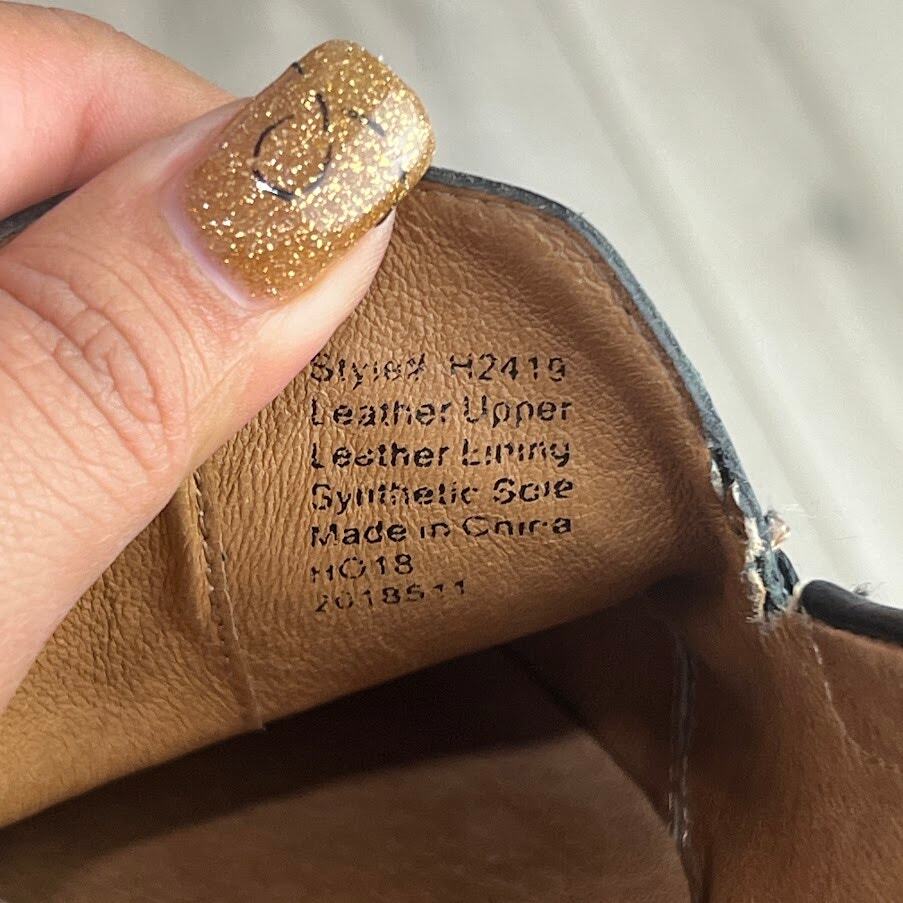 Style# H2419
Leather Upper
Leather Lining
Synthetic Sole
Made in China
HO18
2018511